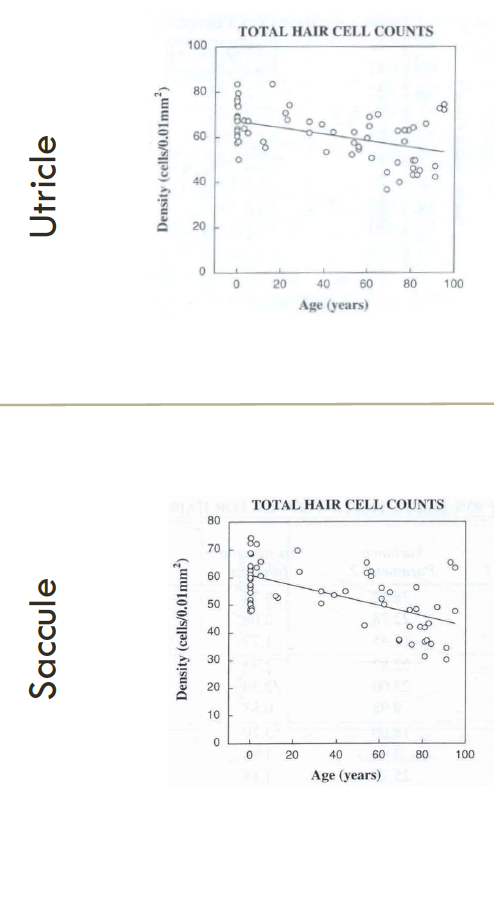 Utricle
TOTAL HAIR CELL COUNTS
Density (cells/0.01mm²)
100
80
60
40
20
0
0 20 40 60 80 100
Age (years)
Saccule
TOTAL HAIR CELL COUNTS
Density (cells/0.01mm²)
80
70
60
50
40
30
20
10
0
0 20 40 60 80 100
Age (years)